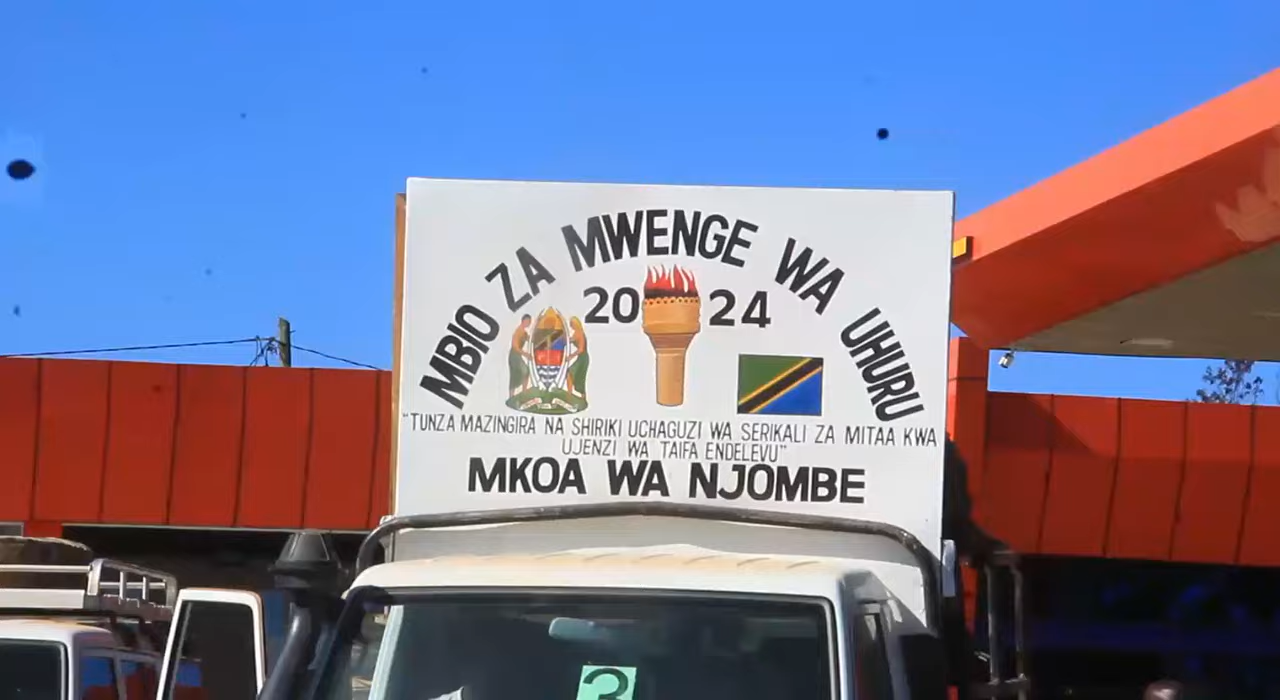 MBIO ZA MWENGE WA UHURU
2024
"TUNZA MAZINGIRA NA SHIRIKI UCHAGUZI WA SERIKALI ZA MITAA KWA
UJENZI WA TAIFA ENDELEVU"
MKOA WA NJOMBE
3